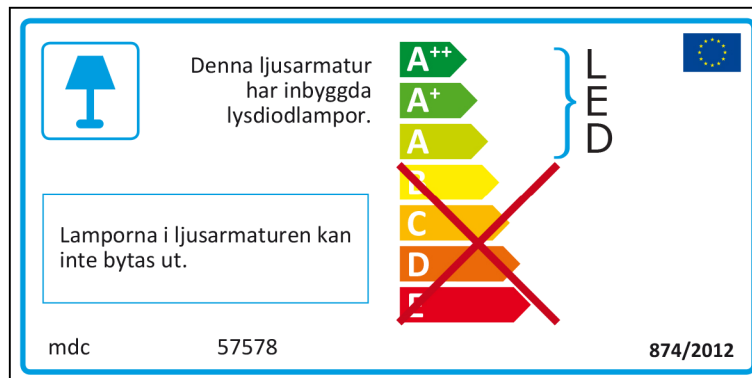 Denna ljusarmatur
har inbyggda
lysdiodlampor.
A++
A+
A
B
C
D
E
L
E
D
Lamporna i ljusarmaturen kan
inte bytas ut.
mdc 57578 874/2012